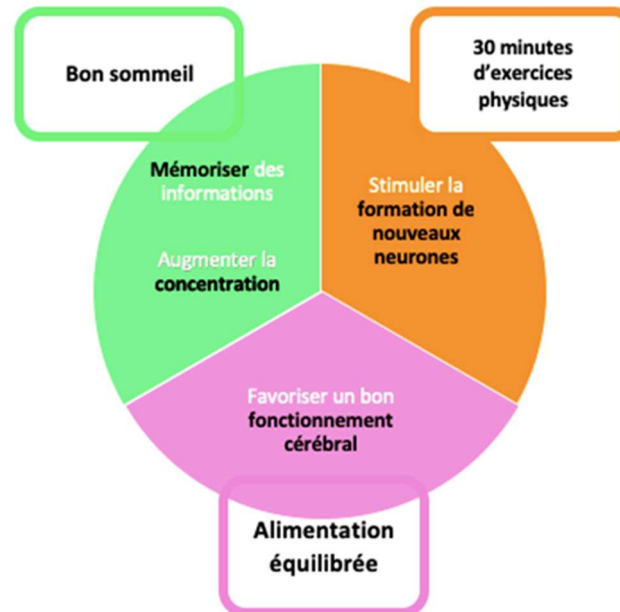 Bon sommeil
30 minutes
d'exercices
physiques
Mémoriser des
informations
Augmenter la
concentration
Stimuler la
formation de
nouveaux
neurones
Favoriser un bon
fonctionnement
cérébral
Alimentation
équilibrée